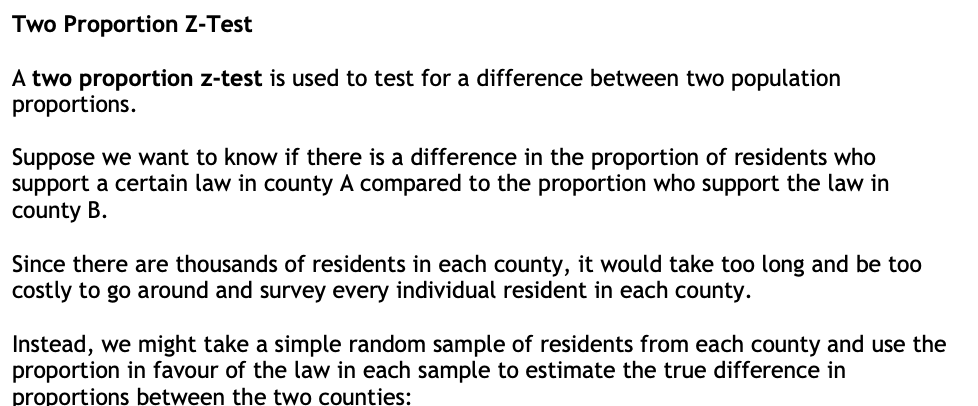 Two Proportion Z-Test
A two proportion z-test is used to test for a difference between two population
proportions.
Suppose we want to know if there is a difference in the proportion of residents who
support a certain law in county A compared to the proportion who support the law in
county B.
Since there are thousands of residents in each county, it would take too long and be too
costly to go around and survey every individual resident in each county.
Instead, we might take a simple random sample of residents from each county and use the
proportion in favour of the law in each sample to estimate the true difference in
proportions between the two counties: